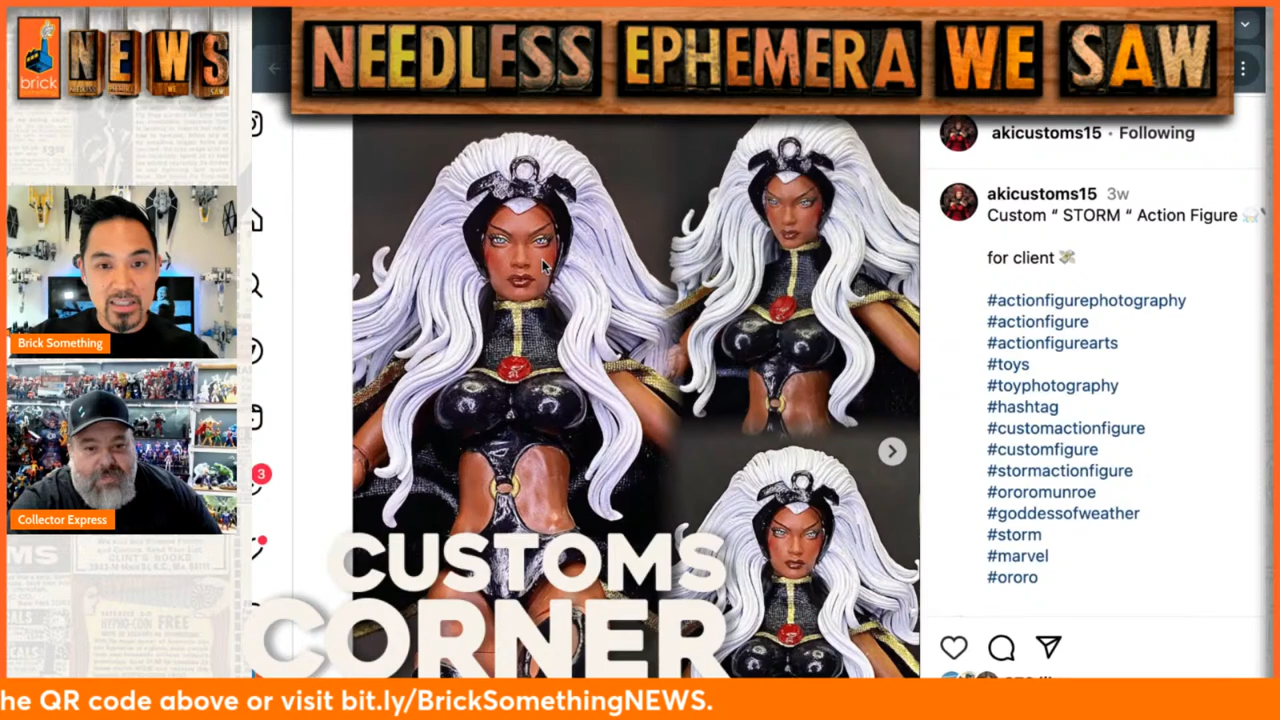 brick
NEWS
NEEDLESS EPHEMERA WE SAW
akicustoms15 · Following
akicustoms15 3w
Custom “ STORM “ Action Figure
for client
#actionfigurephotography
#actionfigure
#actionfigurearts
#toys
#toyphotography
#hashtag
#customactionfigure
#customfigure
#stormactionfigure
#ororomunroe
#goddessofweather
#storm
#marvel
#ororo
Brick Something
Collector Express
3
CUSTOMS
CORNER
he QR code above or visit bit.ly/BrickSomethingNEWS.